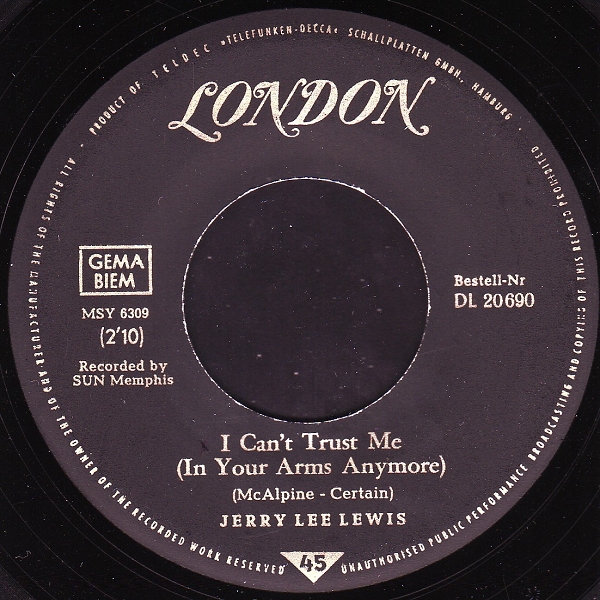 PRODUCT OF TELDEC »TELEFUNKEN-DECCA« SCHALLPLATTEN GMBH., HAMBURG ·
LONDON
GEMA
BIEM
MSY 6309
(2'10)
Recorded by
SUN Memphis
Bestell-Nr
DL 20690
I Can't Trust Me
(In Your Arms Anymore)
(McAlpine - Certain)
JERRY LEE LEWIS
45
ALL RIGHTS OF THE MANUFACTURER AND OF THE OWNER OF THE RECORDED WORK RESERVED
UNAUTHORISED PUBLIC PERFORMANCE BROADCASTING AND COPYING OF THIS RECORD PROHIBITED